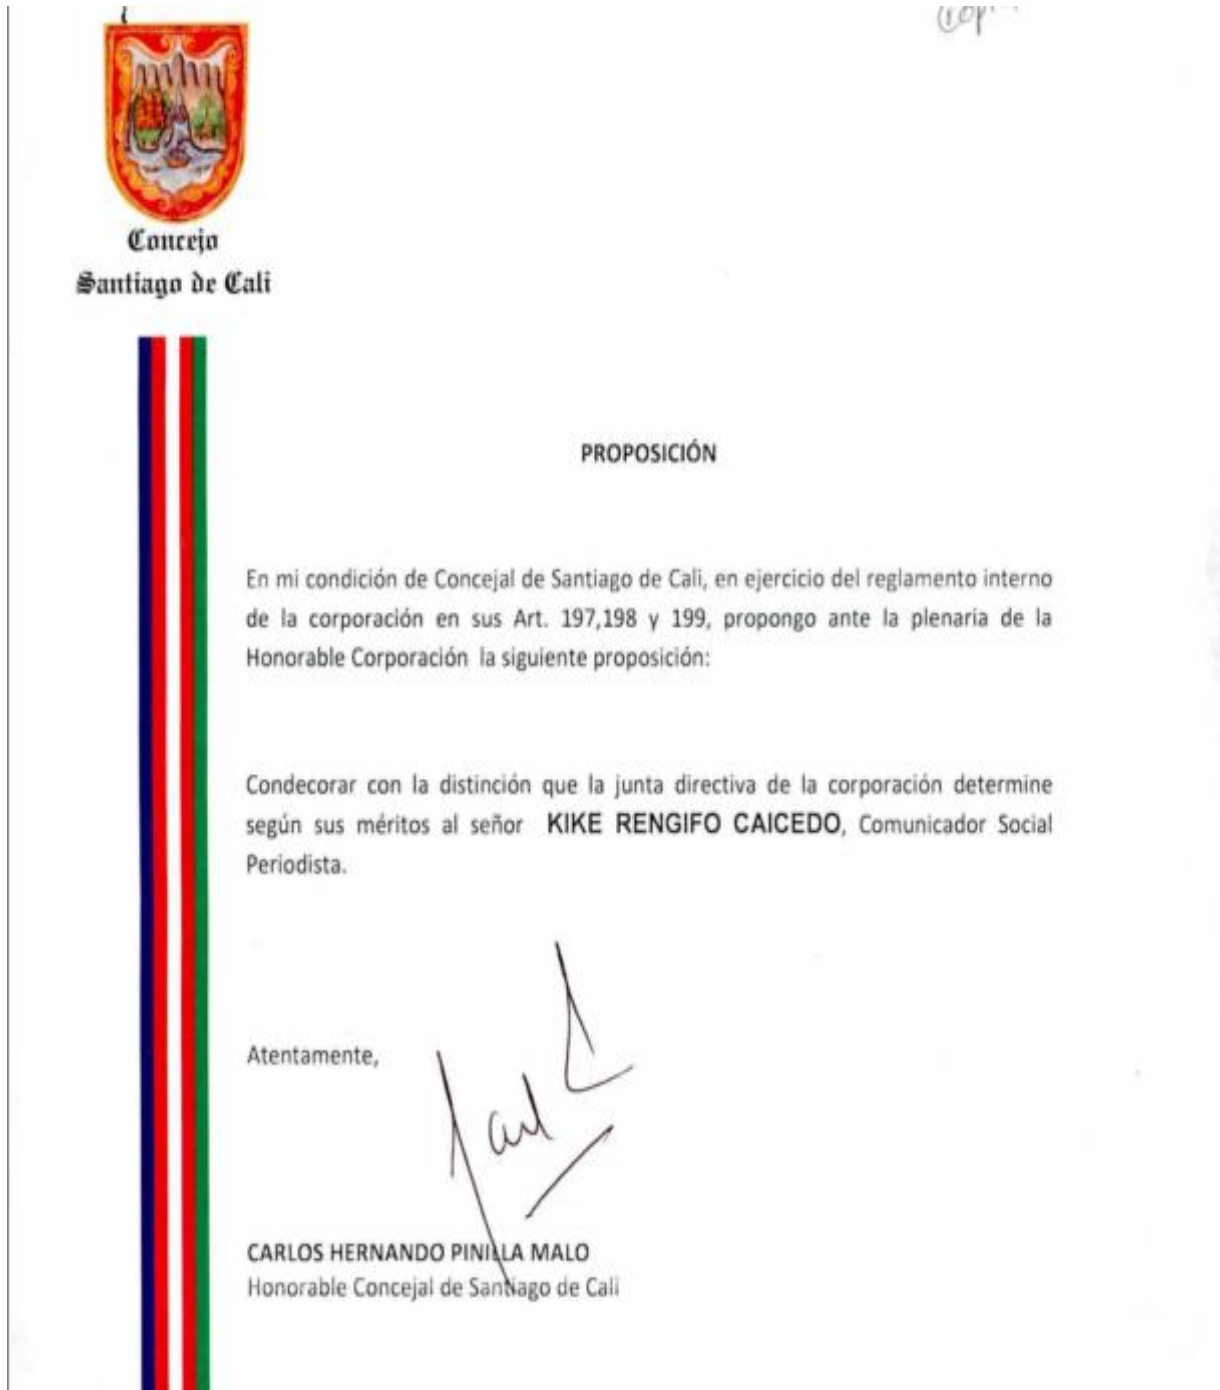 Concejo
Santiago de Cali
PROPOSICIÓN
En mi condición de Concejal de Santiago de Cali, en ejercicio del reglamento interno
de la corporación en sus Art. 197,198 y 199, propongo ante la plenaria de la
Honorable Corporación la siguiente proposición:
Condecorar con la distinción que la junta directiva de la corporación determine
según sus méritos al señor KIKE RENGIFO CAICEDO, Comunicador Social
Periodista.
Atentamente,
CARLOS HERNANDO PINILLA MALO
Honorable Concejal de Santiago de Cali